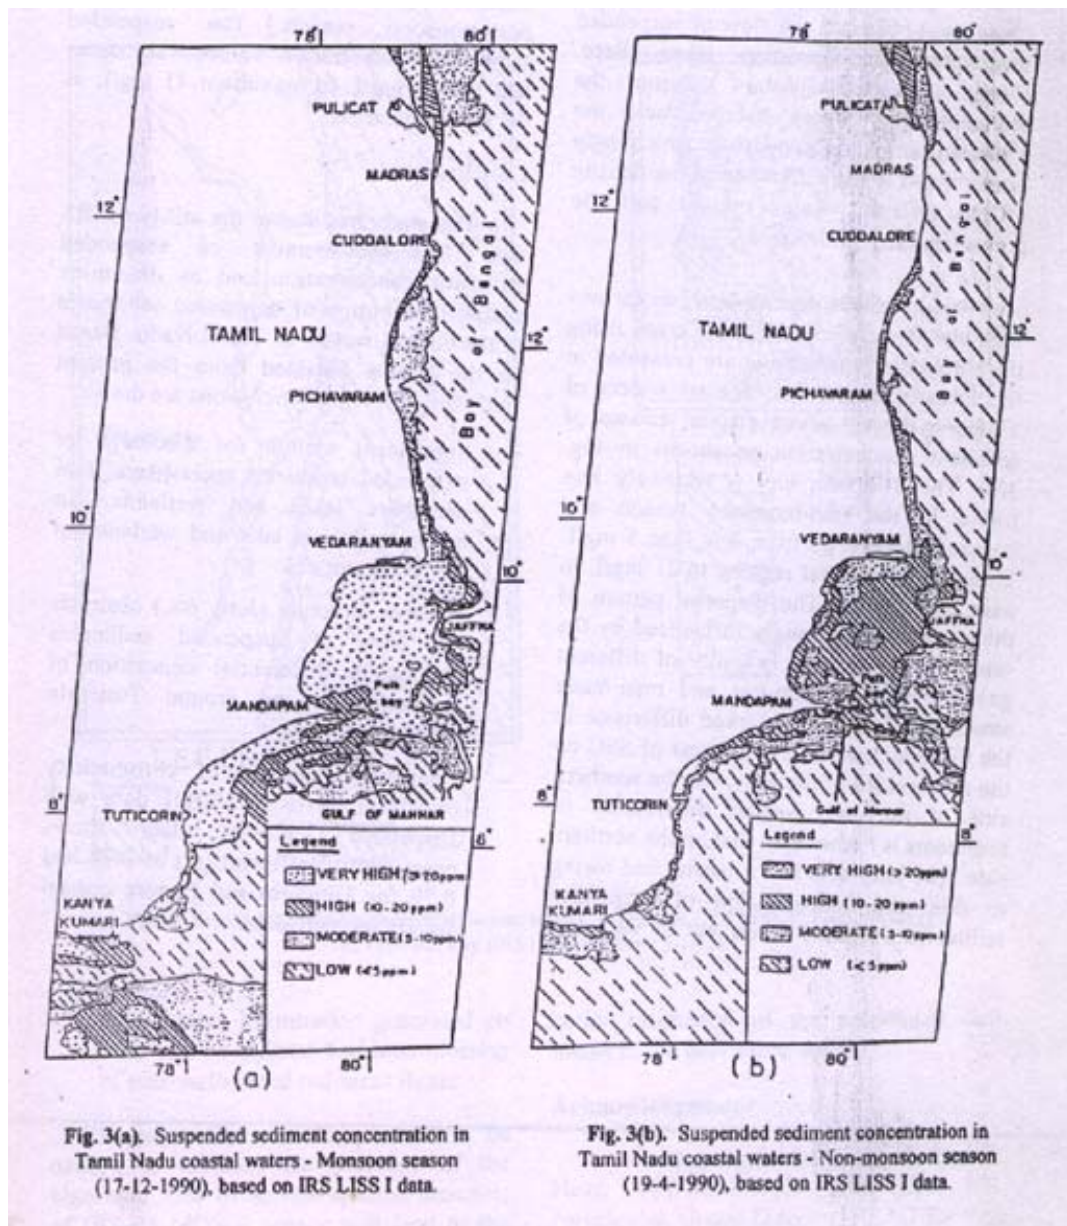 78°
80°
PULICAT
MADRAS
12°
CUDDALORE
Bay of Bengal
TAMIL NADU
12°
PICHAVARAM
10°
VEDARANYAM
10°
JAFFNA
Palk
bay
MANDAPAM
8°
TUTICORIN
GULF OF MANNAR
8°
Legend
VERY HIGH (≥20ppm)
HIGH (10 - 20 ppm)
MODERATE (5-10ppm)
LOW (<5 ppm)
KANYA
KUMARI
78°
80°
(a)
78°
80°
PULICAT
MADRAS
12°
CUDDALORE
Bay of Bengal
TAMIL NADU
12°
PICHAVARAM
10°
VEDARANYAM
10°
JAFFNA
Palk
bay
MANDAPAM
8°
TUTICORIN
Gulf of Mannar
8°
Legend
VERY HIGH (≥20ppm)
HIGH (10 - 20 ppm)
MODERATE (5-10 ppm)
LOW (<5 ppm)
KANYA
KUMARI
78°
80°
(b)
Fig. 3(a). Suspended sediment concentration in
Tamil Nadu coastal waters - Monsoon season
(17-12-1990), based on IRS LISS I data.
Fig. 3(b). Suspended sediment concentration in
Tamil Nadu coastal waters - Non-monsoon season
(19-4-1990), based on IRS LISS I data.